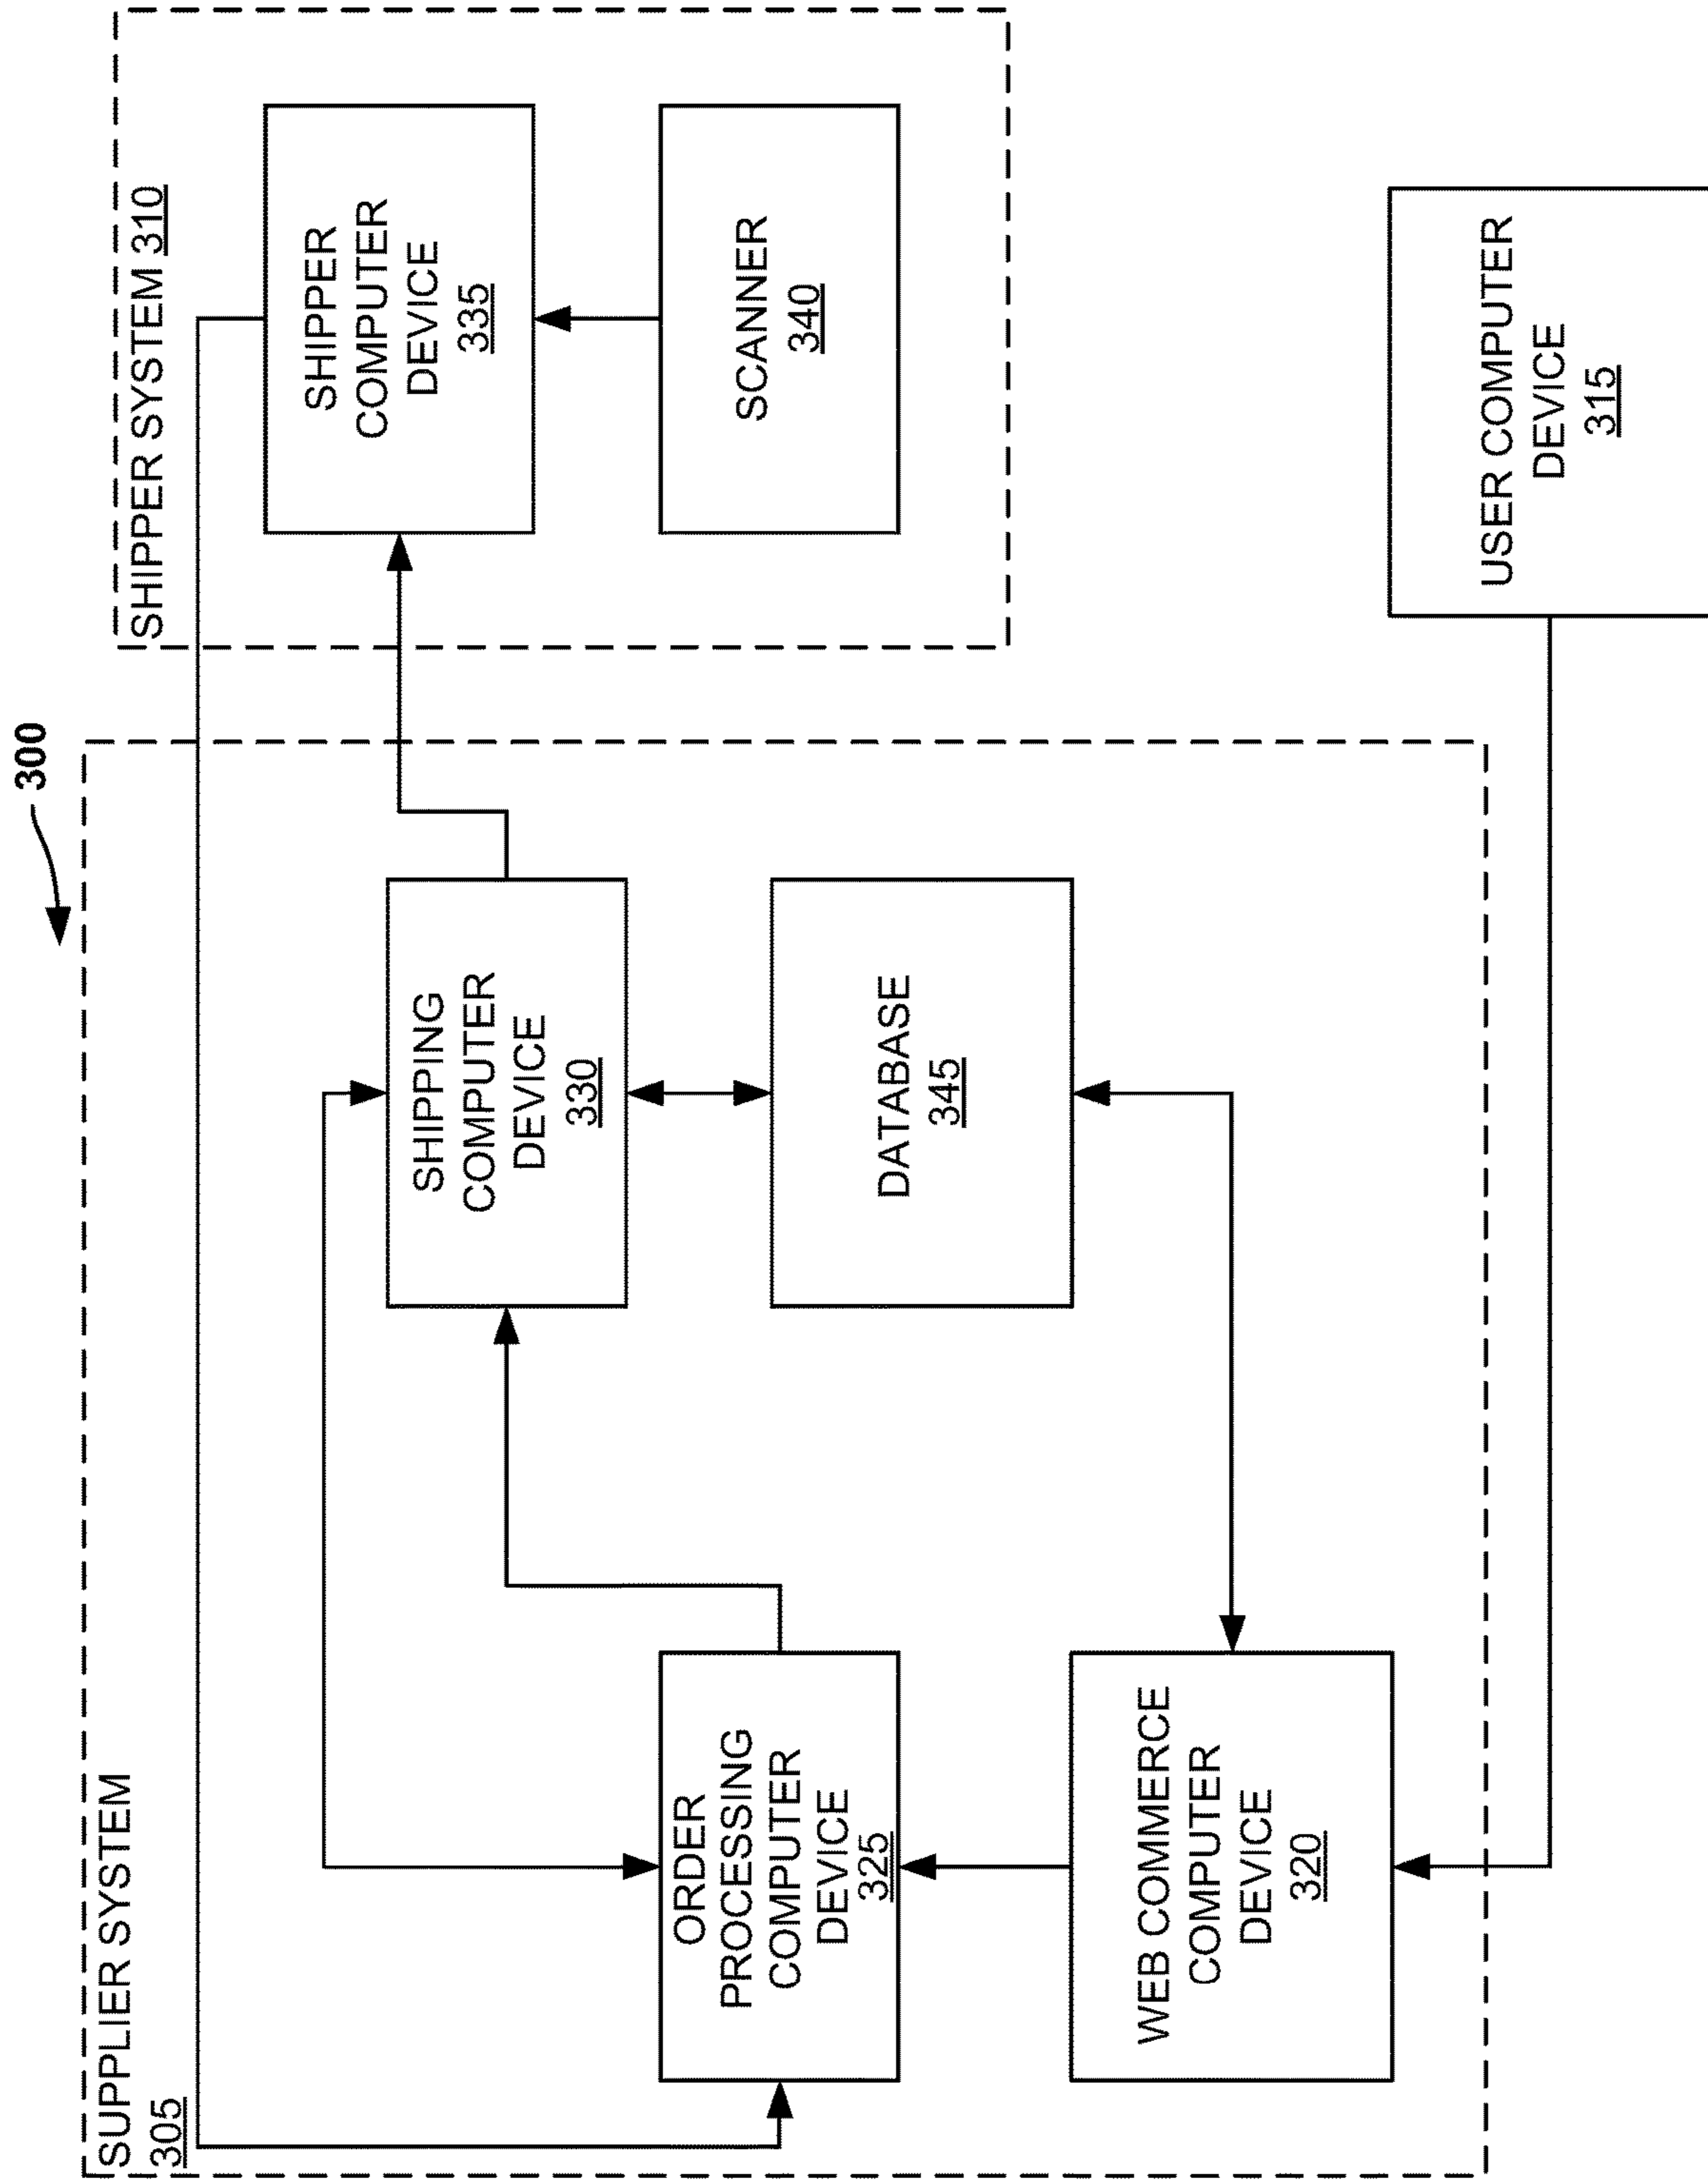 300
SUPPLIER SYSTEM
305
SHIPPER SYSTEM 310
ORDER
PROCESSING
COMPUTER
DEVICE
325
SHIPPING
COMPUTER
DEVICE
330
SHIPPER
COMPUTER
DEVICE
335
WEB COMMERCE
COMPUTER
DEVICE
320
DATABASE
345
SCANNER
340
USER COMPUTER
DEVICE
315